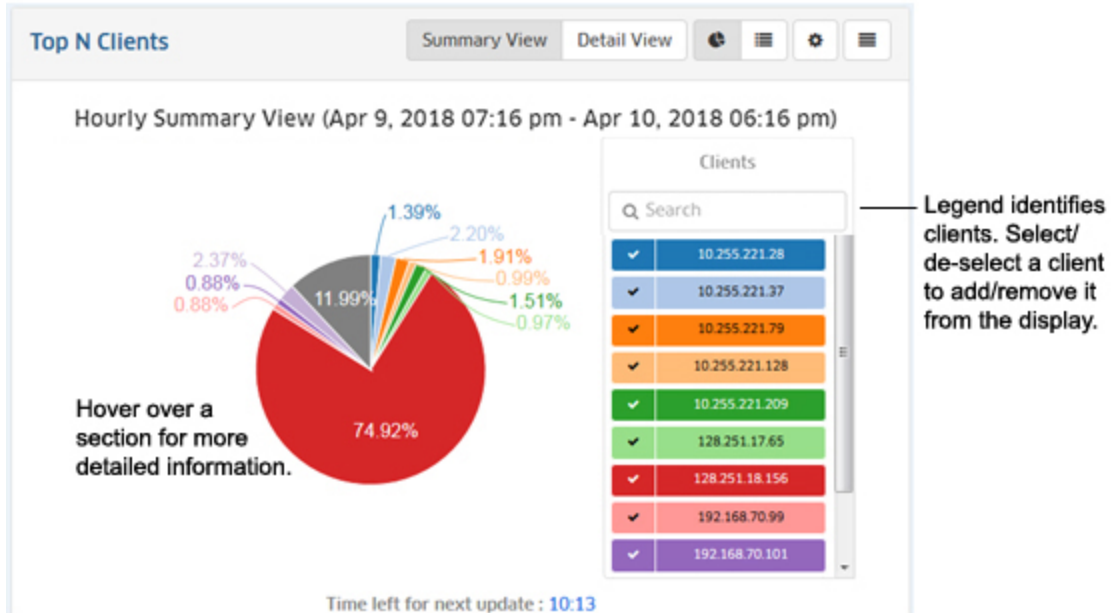 Top N Clients
Summary View
Detail View
Hourly Summary View (Apr 9, 2018 07:16 pm - Apr 10, 2018 06:16 pm)
Clients
Search
1.39%
2.20%
1.91%
0.99%
1.51%
0.97%
2.37%
0.88%
0.88%
11.99%
74.92%
10.255.221.28
10.255.221.37
10.255.221.79
10.255.221.128
10.255.221.209
128.251.17.65
128.251.18.156
192.168.70.99
192.168.70.101
Hover over a
section for more
detailed information.
Legend identifies
clients. Select/
de-select a client
to add/remove it
from the display.
Time left for next update : 10:13